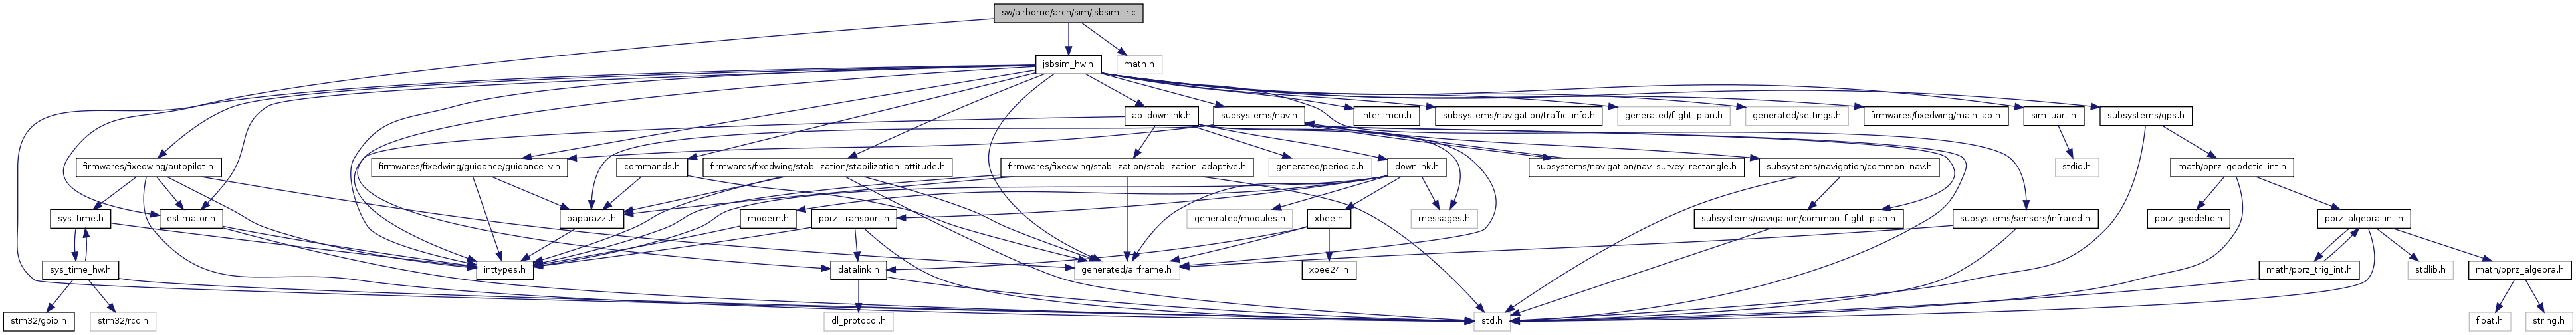 sw/airborne/arch/sim/jsbsim_ir.c
jsbsim_hw.h
math.h
ap_downlink.h
subsystems/nav.h
inter_mcu.h
subsystems/navigation/traffic_info.h
generated/flight_plan.h
generated/settings.h
firmwares/fixedwing/main_ap.h
sim_uart.h
subsystems/gps.h
firmwares/fixedwing/autopilot.h
firmwares/fixedwing/guidance/guidance_v.h
commands.h
firmwares/fixedwing/stabilization/stabilization_attitude.h
firmwares/fixedwing/stabilization/stabilization_adaptive.h
generated/periodic.h
downlink.h
subsystems/navigation/nav_survey_rectangle.h
subsystems/navigation/common_nav.h
stdio.h
math/pprz_geodetic_int.h
sys_time.h
estimator.h
paparazzi.h
modem.h
pprz_transport.h
generated/modules.h
xbee.h
messages.h
subsystems/navigation/common_flight_plan.h
subsystems/sensors/infrared.h
pprz_geodetic.h
pprz_algebra_int.h
sys_time_hw.h
inttypes.h
datalink.h
generated/airframe.h
xbee24.h
math/pprz_trig_int.h
stdlib.h
math/pprz_algebra.h
stm32/gpio.h
stm32/rcc.h
dl_protocol.h
std.h
float.h
string.h